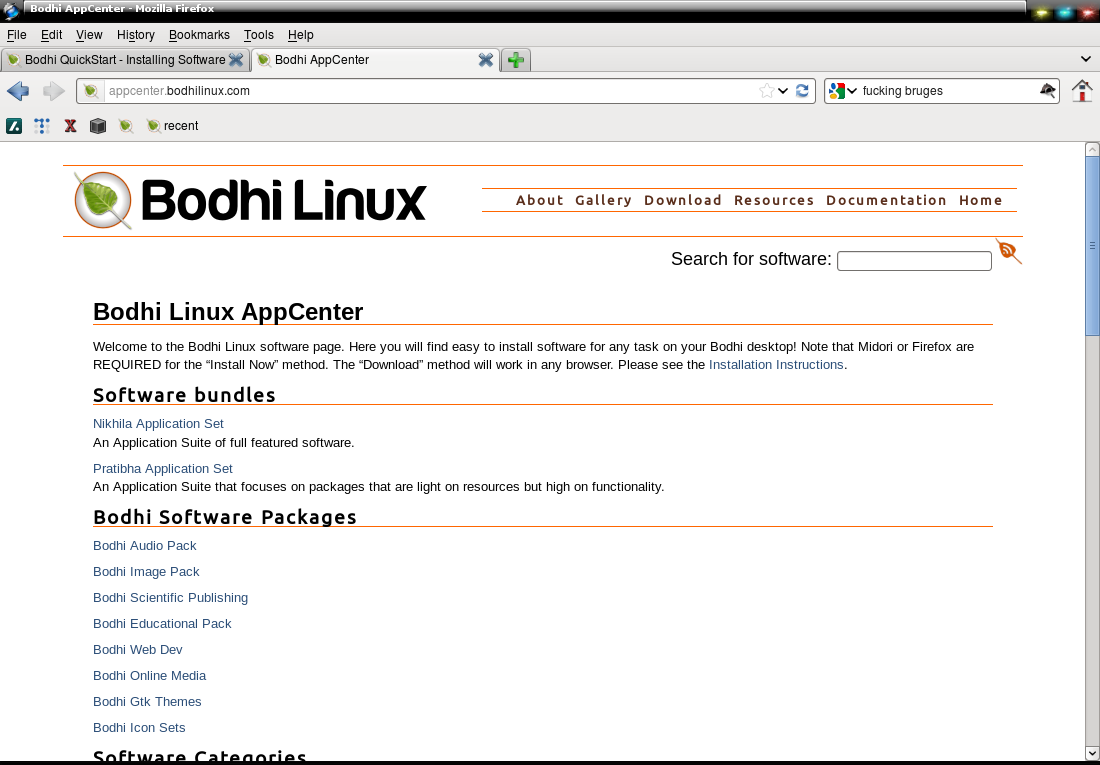 Bodhi AppCenter - Mozilla Firefox
File Edit View History Bookmarks Tools Help
Bodhi QuickStart - Installing Software Bodhi AppCenter
appcenter.bodhilinux.com fucking bruges
recent
Bodhi Linux
About Gallery Download Resources Documentation Home
Search for software:
Bodhi Linux AppCenter
Welcome to the Bodhi Linux software page. Here you will find easy to install software for any task on your Bodhi desktop! Note that Midori or Firefox are
REQUIRED for the “Install Now” method. The “Download” method will work in any browser. Please see the Installation Instructions.
Software bundles
Nikhila Application Set
An Application Suite of full featured software.
Pratibha Application Set
An Application Suite that focuses on packages that are light on resources but high on functionality.
Bodhi Software Packages
Bodhi Audio Pack
Bodhi Image Pack
Bodhi Scientific Publishing
Bodhi Educational Pack
Bodhi Web Dev
Bodhi Online Media
Bodhi Gtk Themes
Bodhi Icon Sets
Software Categories